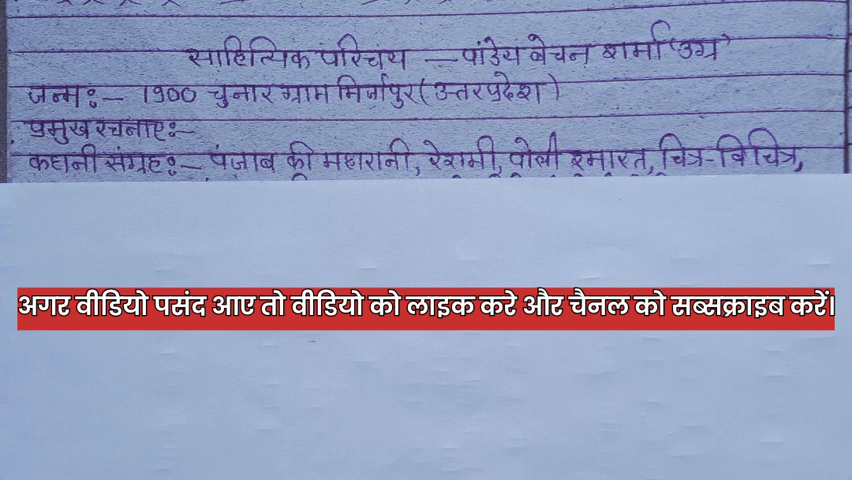 साहित्यिक परिचय — पांडेय बेचन शर्मा 'उग्र'
जन्म:- 1900 चुनार ग्राम मिर्जापुर (उत्तरप्रदेश)
प्रमुख रचनाए:-
कहानी संग्रह:- पंजाब की महारानी, रेशमी, पोली इमारत, चित्र-विचित्र,
अगर वीडियो पसंद आए तो वीडियो को लाइक करे और चैनल को सब्सक्राइब करें।